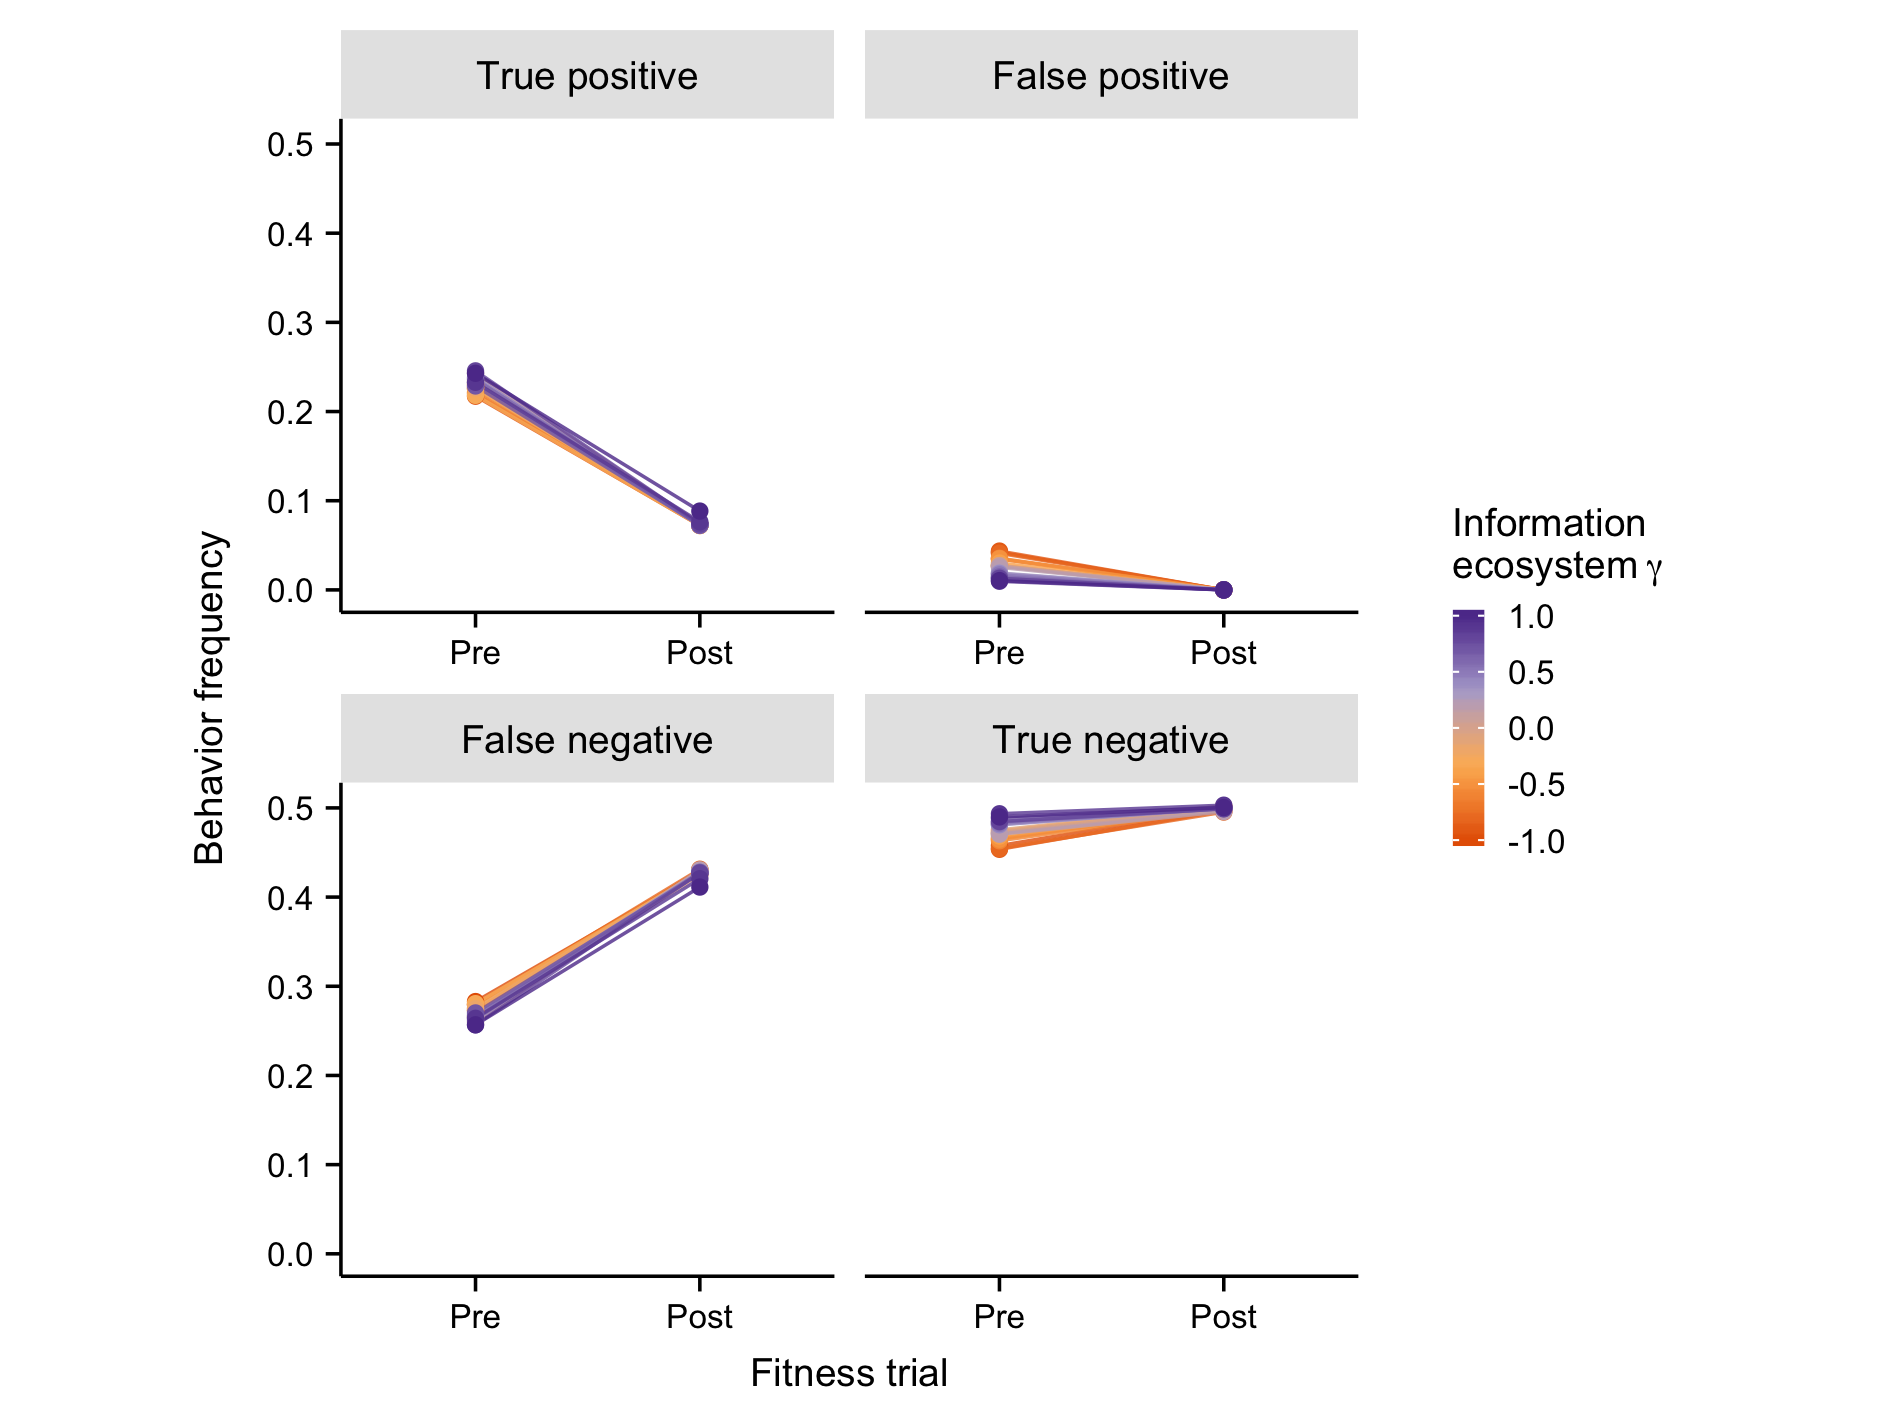 True positive
False positive
0.5
0.4
0.3
0.2
0.1
0.0
Pre
Post
Pre
Post
False negative
True negative
0.5
0.4
0.3
0.2
0.1
0.0
Pre
Post
Pre
Post
Behavior frequency
Fitness trial
Information
ecosystem γ
1.0
0.5
0.0
-0.5
-1.0